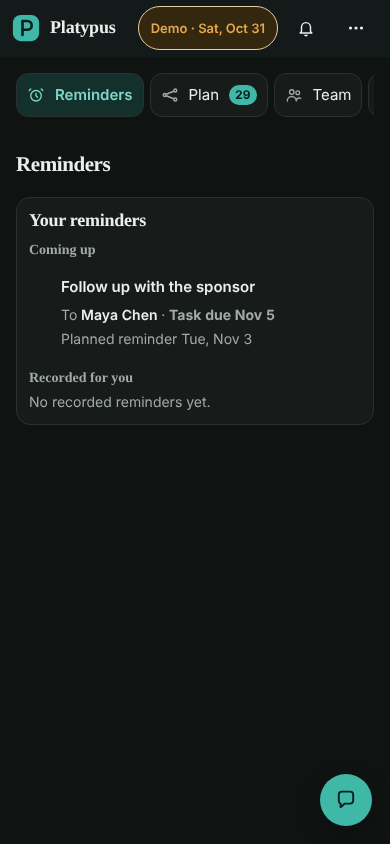 P Platypus
Demo · Sat, Oct 31
Reminders
Plan 29
Team
Reminders
Your reminders
Coming up
Follow up with the sponsor
To Maya Chen · Task due Nov 5
Planned reminder Tue, Nov 3
Recorded for you
No recorded reminders yet.